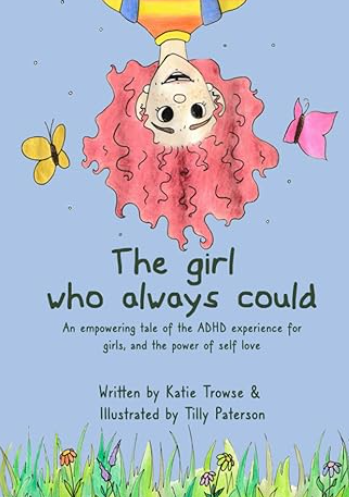 The girl
who always could
An empowering tale of the ADHD experience for
girls, and the power of self love
Written by Katie Trowse &
Illustrated by Tilly Paterson